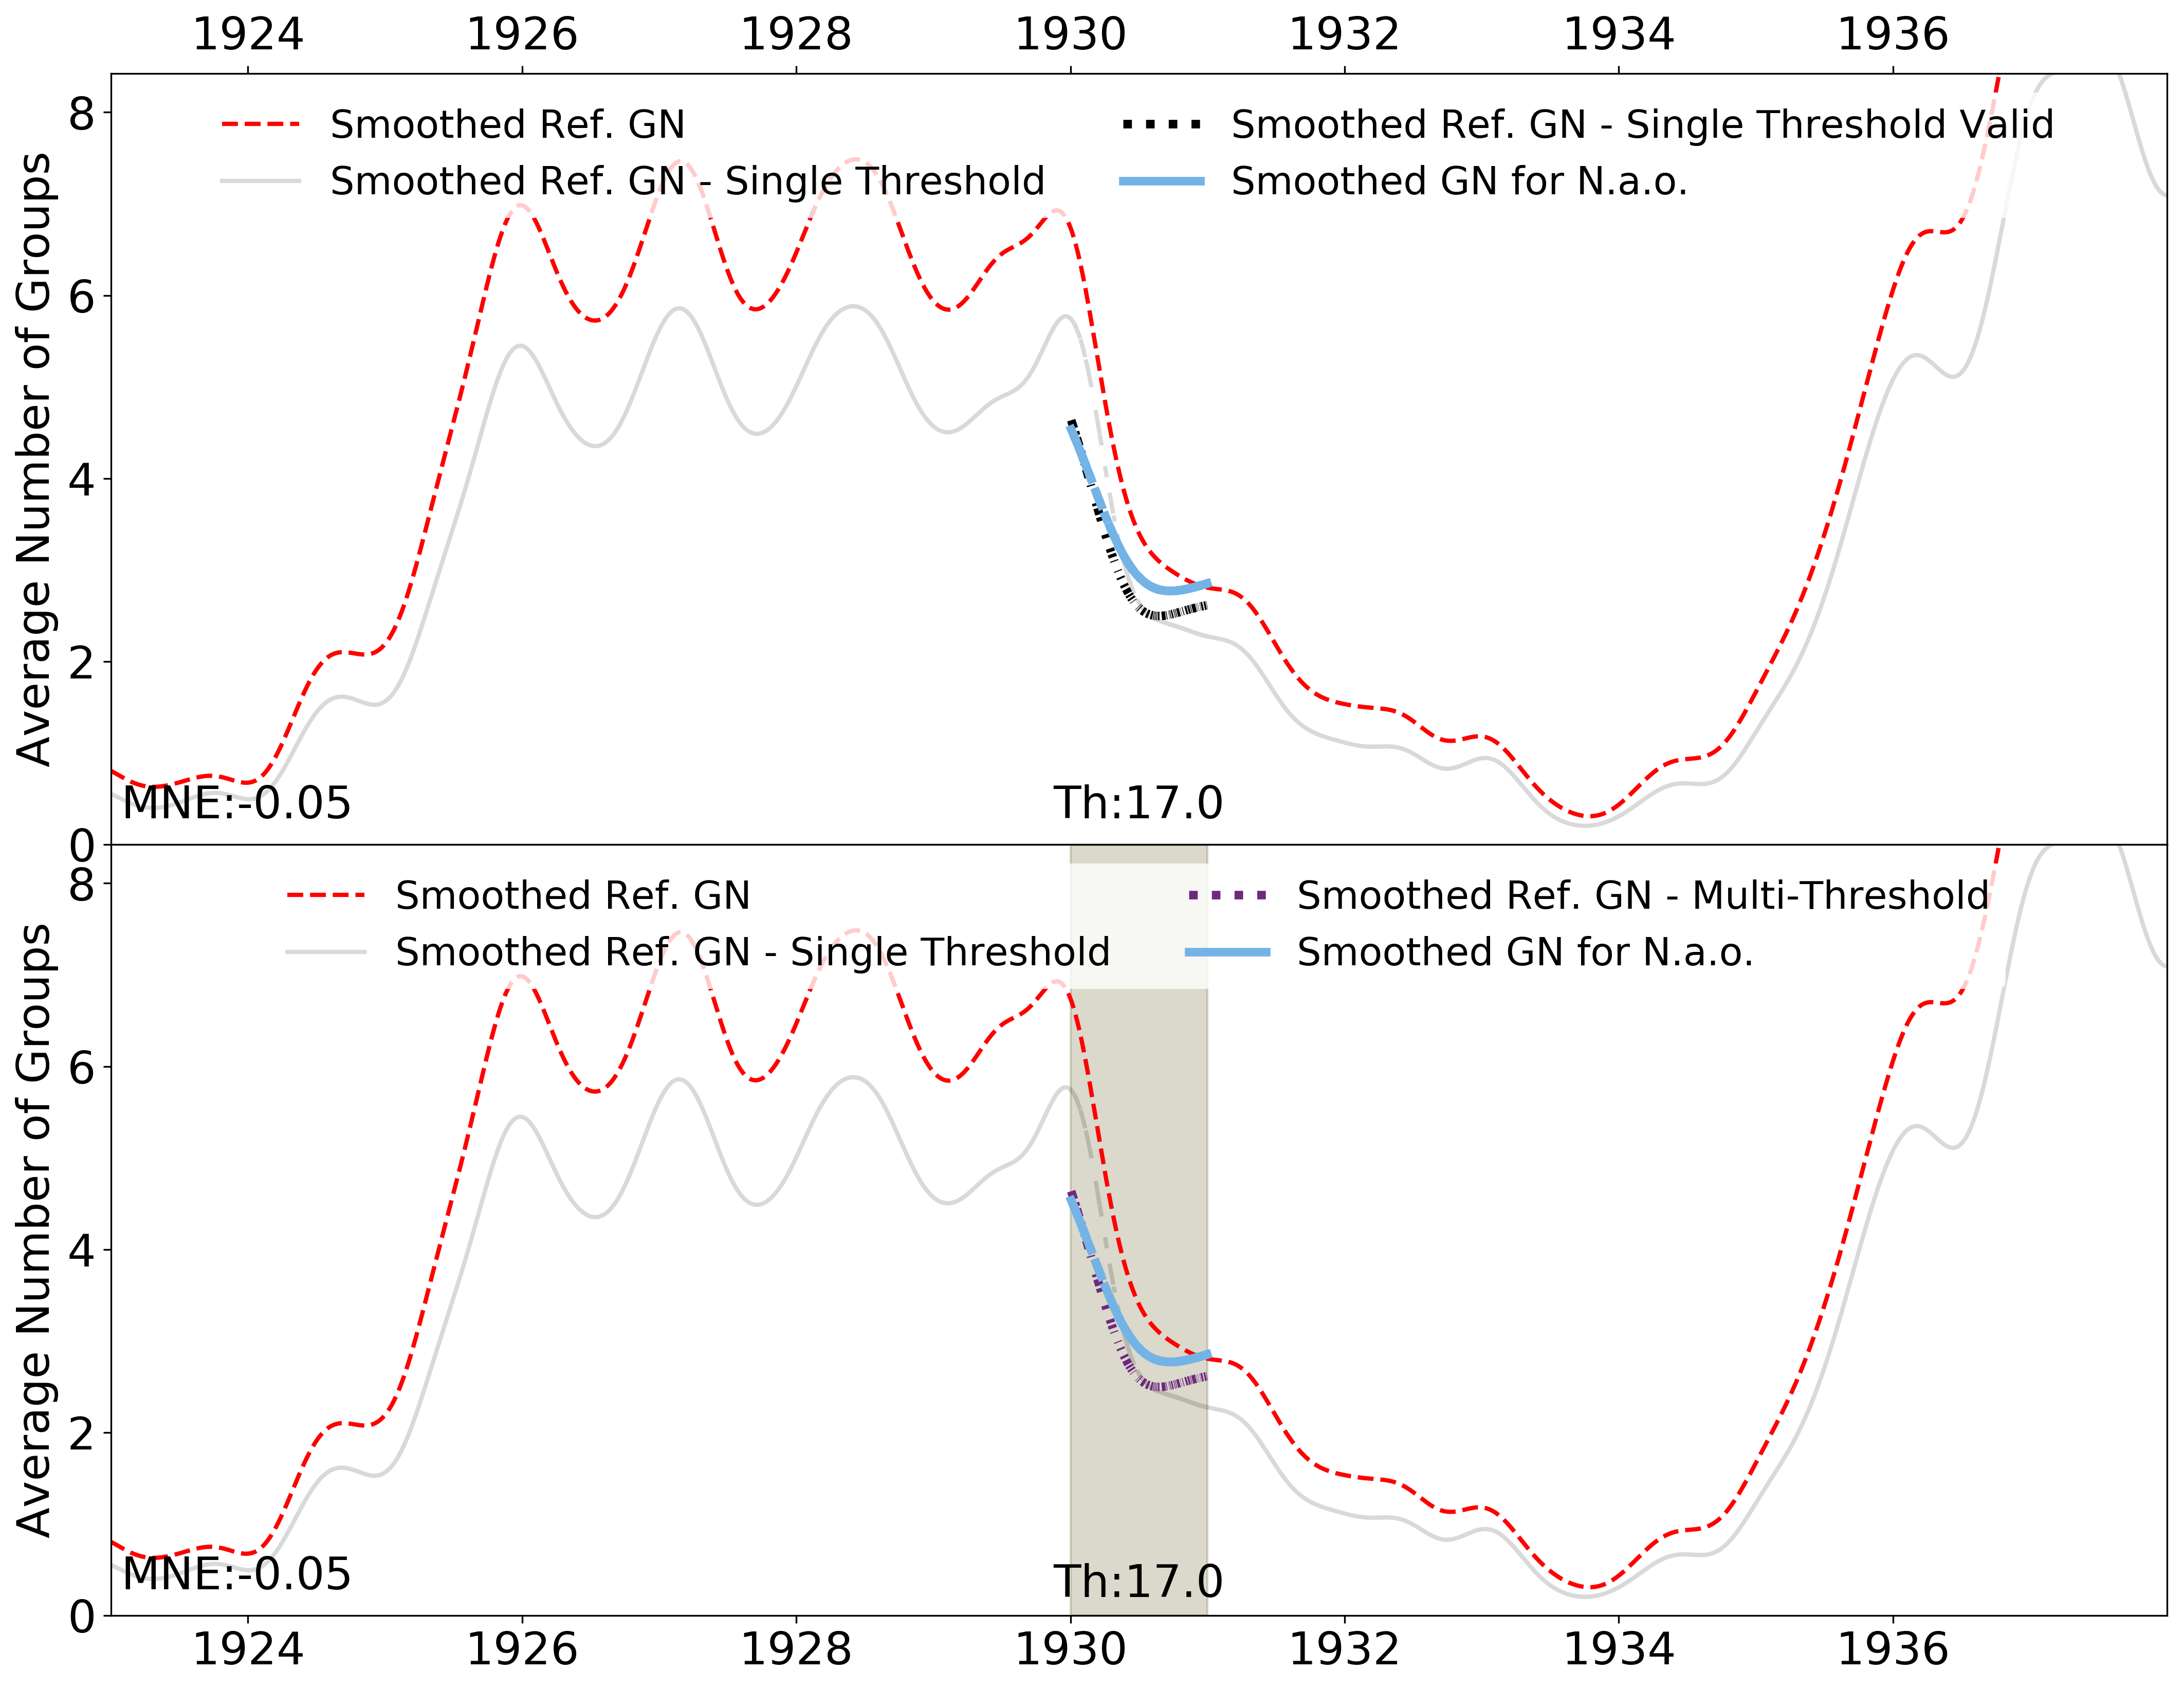 1924 1926 1928 1930 1932 1934 1936
Average Number of Groups
8
6
4
2
0
Smoothed Ref. GN
Smoothed Ref. GN - Single Threshold
Smoothed Ref. GN - Single Threshold Valid
Smoothed GN for N.a.o.
MNE:-0.05
Th:17.0
Average Number of Groups
8
6
4
2
0
Smoothed Ref. GN
Smoothed Ref. GN - Single Threshold
Smoothed Ref. GN - Multi-Threshold
Smoothed GN for N.a.o.
MNE:-0.05
Th:17.0
1924 1926 1928 1930 1932 1934 1936